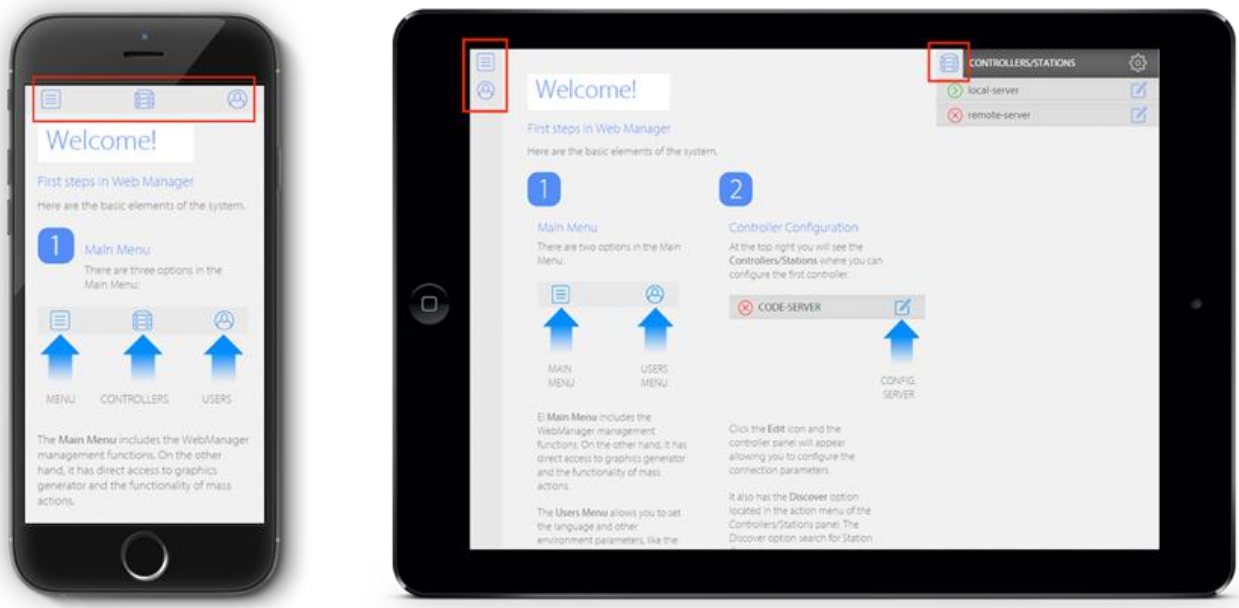 Welcome!
First steps in Web Manager
Here are the basic elements of the system.
1
Main Menu
There are three options in the
Main Menu:
MENU CONTROLLERS USERS
The Main Menu includes the WebManager
management functions. On the other
hand, it has direct access to graphics
generator and the functionality of mass
actions.
CONTROLLERS/STATIONS
local-server
remote-server
Welcome!
First steps in Web Manager
Here are the basic elements of the system.
1
Main Menu
There are two options in the Main
Menu:
MAIN
MENU
USERS
MENU
El Main Menu includes the
WebManager management
functions. On the other hand, it has
direct access to graphics generator
and the functionality of mass
actions.
The Users Menu allows you to set
the language and other
environment parameters, like the
2
Controller Configuration
At the top right you will see the
Controllers/Stations where you can
configure the first controller.
CODE-SERVER
CONFIG.
SERVER
Click the Edit icon and the
controller panel will appear
allowing you to configure the
connection parameters.
It also has the Discover option
located in the action menu of the
Controllers/Stations panel. The
Discover option search for Station